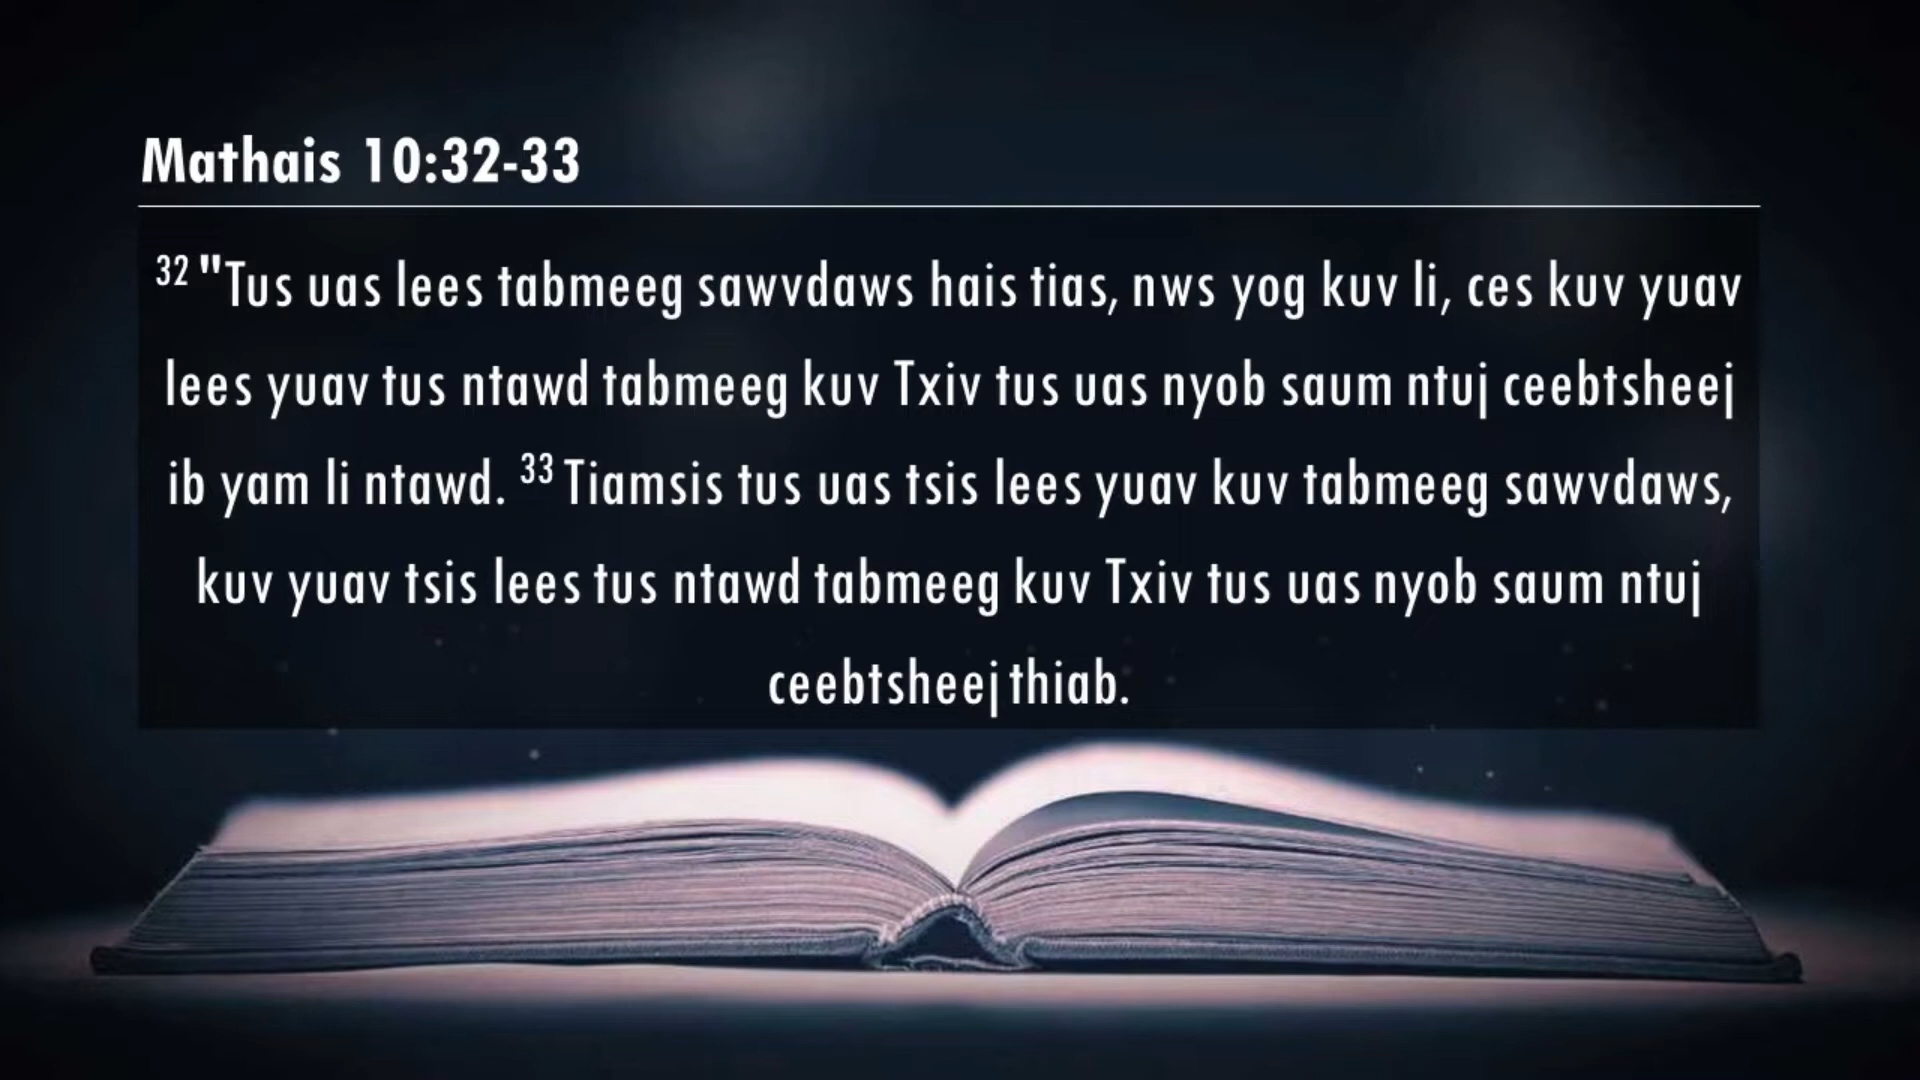 Mathais 10:32-33
32 "Tus uas lees tabmeeg sawvdaws hais tias, nws yog kuv li, ces kuv yuav
lees yuav tus ntawd tabmeeg kuv Txiv tus uas nyob saum ntuj ceebtsheej
ib yam li ntawd. 33 Tiamsis tus uas tsis lees yuav kuv tabmeeg sawvdaws,
kuv yuav tsis lees tus ntawd tabmeeg kuv Txiv tus uas nyob saum ntuj
ceebtsheej thiab.